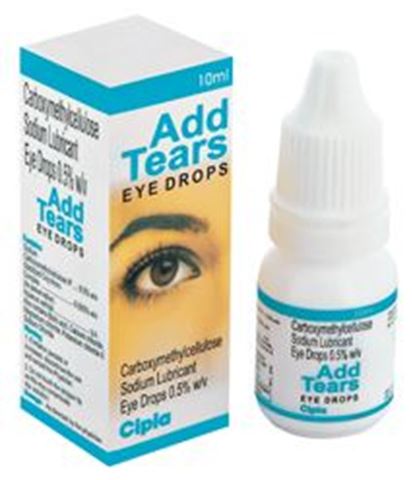 10ml
Add
Tears
EYE DROPS
Carboxymethylcellulose
Sodium Lubricant
Eye Drops 0.5% w/v
Cipla
Carboxymethylcellulose
Sodium Lubricant
Eye Drops 0.5% w/v
Add
Tears
EYE DROPS
Carboxymethylcellulose
Sodium Lubricant
Eye Drops 0.5% w/v
Add
Tears
EYE DROPS